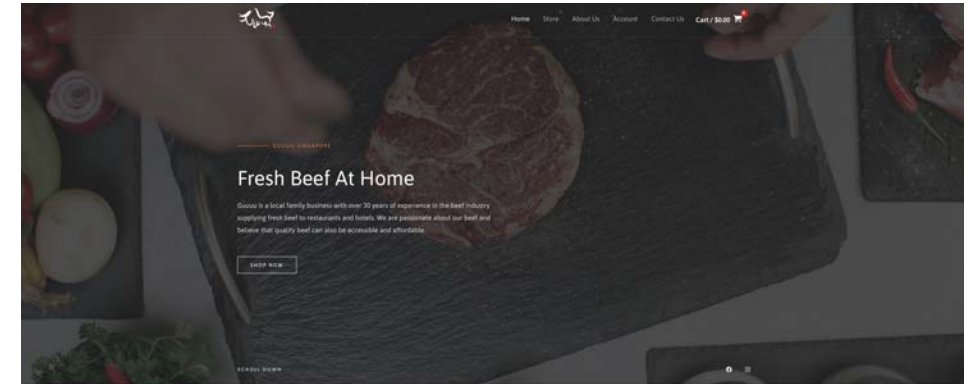 Home Store About Us Account Contact Us Cart / $0.00
GUUUU SINGAPORE
Fresh Beef At Home
Guuuu is a local family business with over 30 years of experience in the beef industry
supplying fresh beef to restaurants and hotels. We are passionate about our beef and
believe that quality beef can also be accessible and affordable.
SHOP NOW
SCROLL DOWN